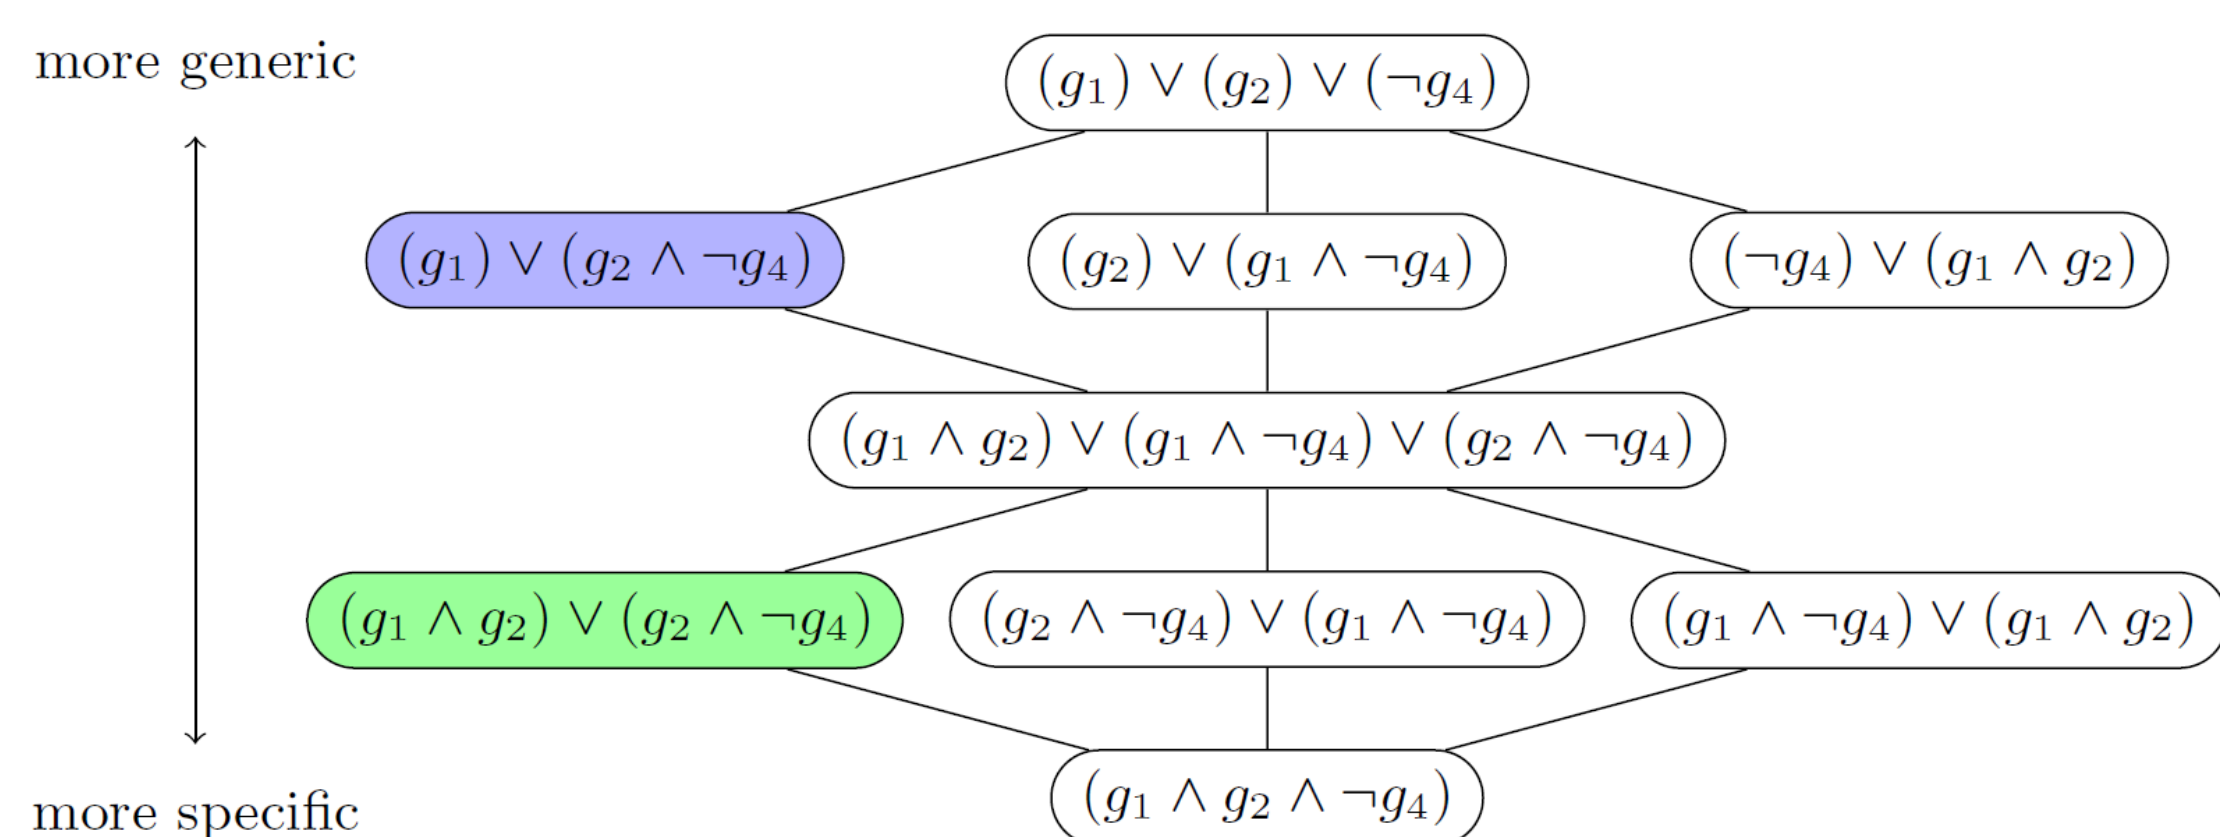 more generic
(g₁) ∨ (g₂) ∨ (¬g₄)
(g₁) ∨ (g₂ ∧ ¬g₄)
(g₂) ∨ (g₁ ∧ ¬g₄)
(¬g₄) ∨ (g₁ ∧ g₂)
(g₁ ∧ g₂) ∨ (g₁ ∧ ¬g₄) ∨ (g₂ ∧ ¬g₄)
(g₁ ∧ g₂) ∨ (g₂ ∧ ¬g₄)
(g₂ ∧ ¬g₄) ∨ (g₁ ∧ ¬g₄)
(g₁ ∧ ¬g₄) ∨ (g₁ ∧ g₂)
(g₁ ∧ g₂ ∧ ¬g₄)
more specific